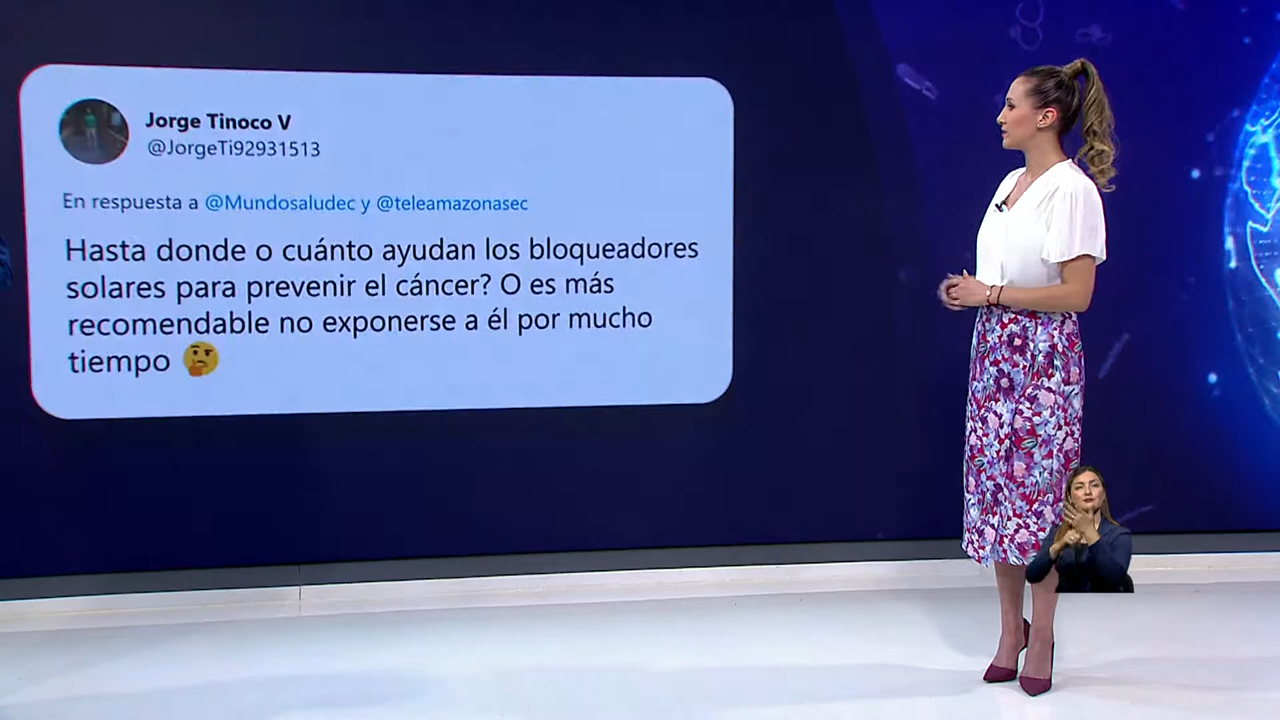 Jorge Tinoco V
@JorgeTi92931513
En respuesta a @Mundosaludec y @teleamazonasec
Hasta donde o cuánto ayudan los bloqueadores
solares para prevenir el cáncer? O es más
recomendable no exponerse a él por mucho
tiempo 🤔